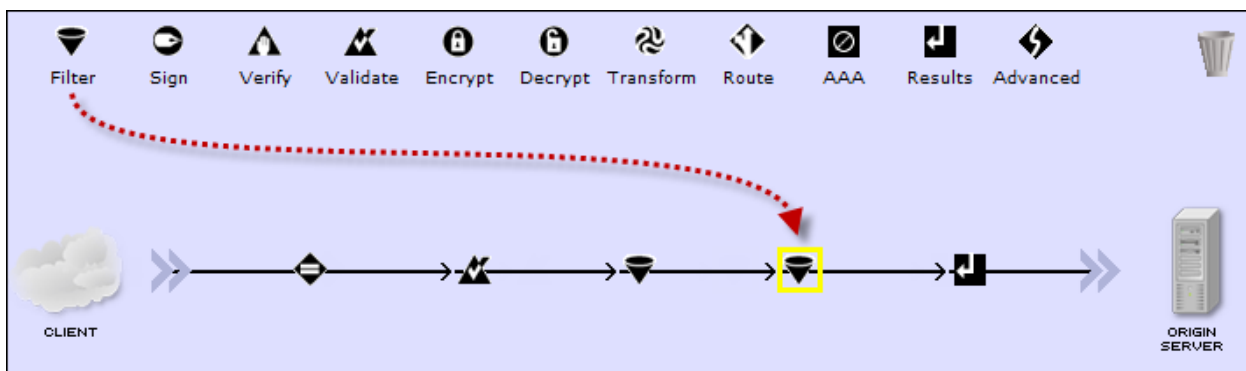 Filter Sign Verify Validate Encrypt Decrypt Transform Route AAA Results Advanced
CLIENT
ORIGIN
SERVER